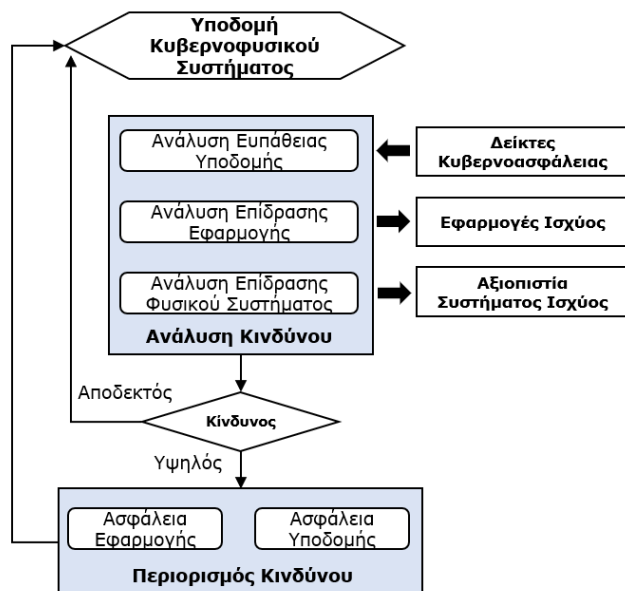 Υποδομή
Κυβερνοφυσικού
Συστήματος
Ανάλυση Ευπάθειας
Υποδομής
Δείκτες
Κυβερνοασφάλειας
Ανάλυση Επίδρασης
Εφαρμογής
Εφαρμογές Ισχύος
Ανάλυση Επίδρασης
Φυσικού Συστήματος
Αξιοπιστία
Συστήματος Ισχύος
Ανάλυση Κινδύνου
Αποδεκτός
Κίνδυνος
Υψηλός
Ασφάλεια
Εφαρμογής
Ασφάλεια
Υποδομής
Περιορισμός Κινδύνου